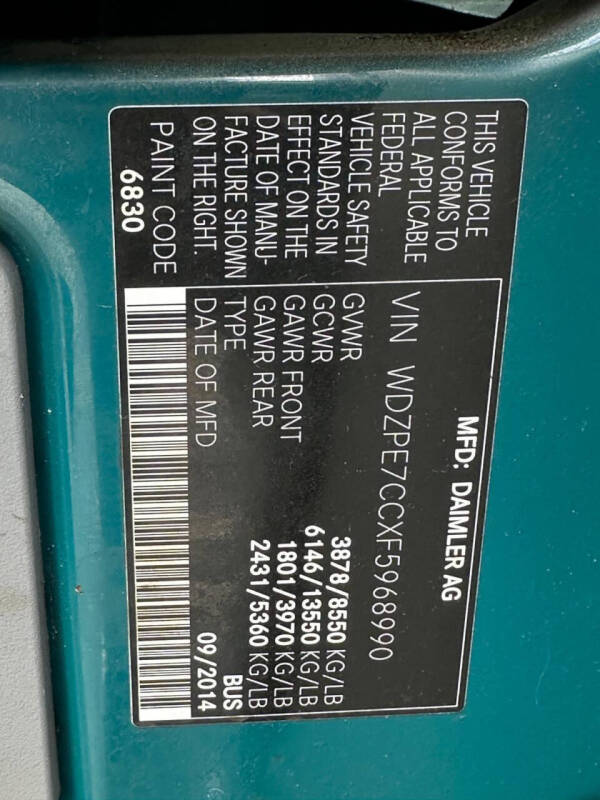 THIS VEHICLE
CONFORMS TO
ALL APPLICABLE
FEDERAL
VEHICLE SAFETY
STANDARDS IN
EFFECT ON THE
DATE OF MANU-
FACTURE SHOWN
ON THE RIGHT.
PAINT CODE
6830
MFD: DAIMLER AG
VIN WDZPE7CCXF5968990
GVWR 3878/8550 KG/LB
GCWR 6146/13550 KG/LB
GAWR FRONT 1801/3970 KG/LB
GAWR REAR 2431/5360 KG/LB
TYPE BUS
DATE OF MFD 09/2014